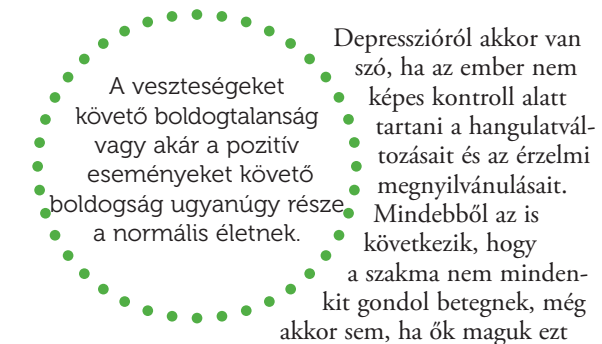 A veszteségeket
követő boldogtalanság
vagy akár a pozitív
eseményeket követő
boldogság ugyanúgy része
a normális életnek.
Depresszióról akkor van
szó, ha az ember nem
képes kontroll alatt
tartani a hangulatvál-
tozásait és az érzelmi
megnyilvánulásait.
Mindebből az is
következik, hogy
a szakma nem minden-
kit gondol betegnek, még
akkor sem, ha ők maguk ezt